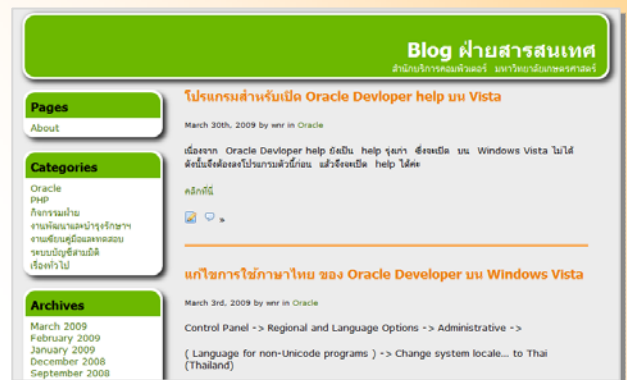 Blog ฝ่ายสารสนเทศ
สำนักบริการคอมพิวเตอร์ มหาวิทยาลัยเกษตรศาสตร์
Pages
About
Categories
Oracle
PHP
กิจกรรมฝ่าย
งานพัฒนาและบำรุงรักษาฯ
งานเขียนคู่มือและทดสอบ
ระบบบัญชีสามมิติ
เรื่องทั่วไป
Archives
March 2009
February 2009
January 2009
December 2008
September 2008
โปรแกรมสำหรับเปิด Oracle Devloper help บน Vista
March 30th, 2009 by wnr in Oracle
เนื่องจาก Oracle Devloper help ยังเป็น help รุ่นเก่า ซึ่งจะเปิด บน Windows Vista ไม่ได้
ดังนั้นจึงต้องลงโปรแกรมตัวนี้ก่อน แล้วจึงจะเปิด help ได้ค่ะ
คลิกที่นี่
»
แก้ไขการใช้ภาษาไทย ของ Oracle Developer บน Windows Vista
March 3rd, 2009 by wnr in Oracle
Control Panel -> Regional and Language Options -> Administrative ->
( Language for non-Unicode programs ) -> Change system locale... to Thai
(Thailand)